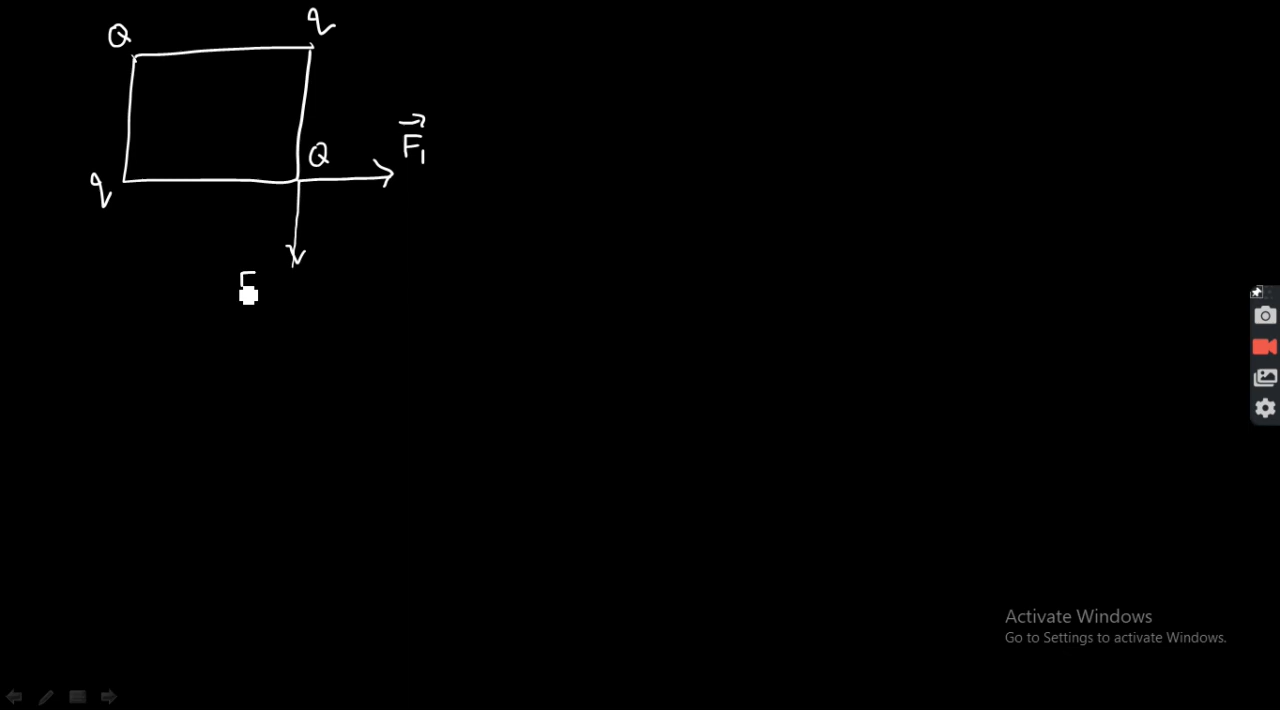 Q q
Q F₁
q
F
Activate Windows
Go to Settings to activate Windows.